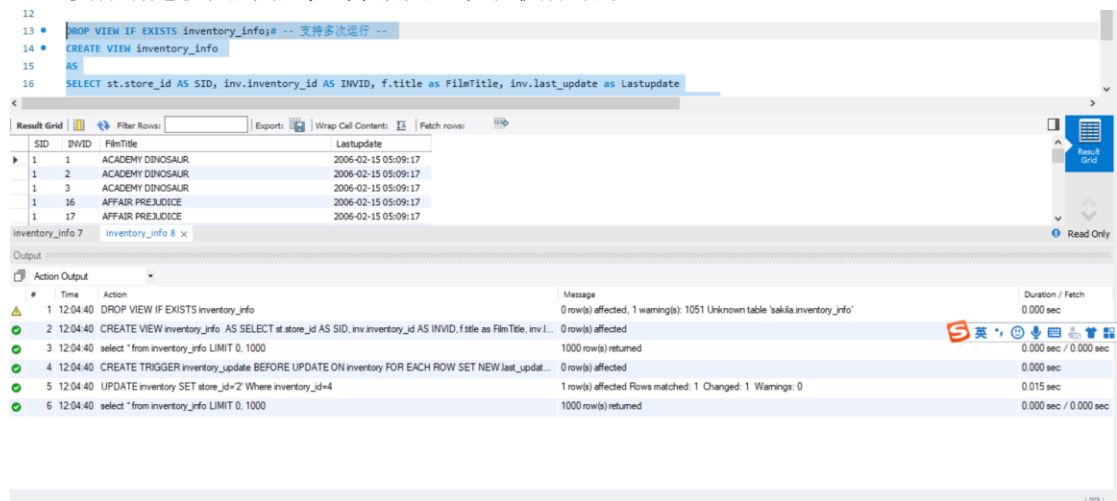 12
13 DROP VIEW IF EXISTS inventory_info;# -- 支持多次运行 --
14 CREATE VIEW inventory_info
15 AS
16 SELECT st.store_id AS SID, inv.inventory_id AS INVID, f.title as FilmTitle, inv.last_update as Lastupdate
Result Grid Filter Rows: Export: Wrap Cell Content: Fetch rows:
SID INVID FilmTitle Lastupdate
1 1 ACADEMY DINOSAUR 2006-02-15 05:09:17
1 2 ACADEMY DINOSAUR 2006-02-15 05:09:17
1 3 ACADEMY DINOSAUR 2006-02-15 05:09:17
1 16 AFFAIR PREJUDICE 2006-02-15 05:09:17
1 17 AFFAIR PREJUDICE 2006-02-15 05:09:17
Result Grid
inventory_info 7 inventory_info 8 Read Only
Output
Action Output
# Time Action Message Duration / Fetch
1 12:04:40 DROP VIEW IF EXISTS inventory_info 0 row(s) affected, 1 warning(s): 1051 Unknown table 'sakila.inventory_info' 0.000 sec
2 12:04:40 CREATE VIEW inventory_info AS SELECT st.store_id AS SID, inv.inventory_id AS INVID, f.title as FilmTitle, inv.l... 0 row(s) affected
英
3 12:04:40 select * from inventory_info LIMIT 0, 1000 1000 row(s) returned 0.000 sec / 0.000 sec
4 12:04:40 CREATE TRIGGER inventory_update BEFORE UPDATE ON inventory FOR EACH ROW SET NEW.last_updat... 0 row(s) affected 0.000 sec
5 12:04:40 UPDATE inventory SET store_id='2' Where inventory_id=4 1 row(s) affected Rows matched: 1 Changed: 1 Warnings: 0 0.015 sec
6 12:04:40 select * from inventory_info LIMIT 0, 1000 1000 row(s) returned 0.000 sec / 0.000 sec